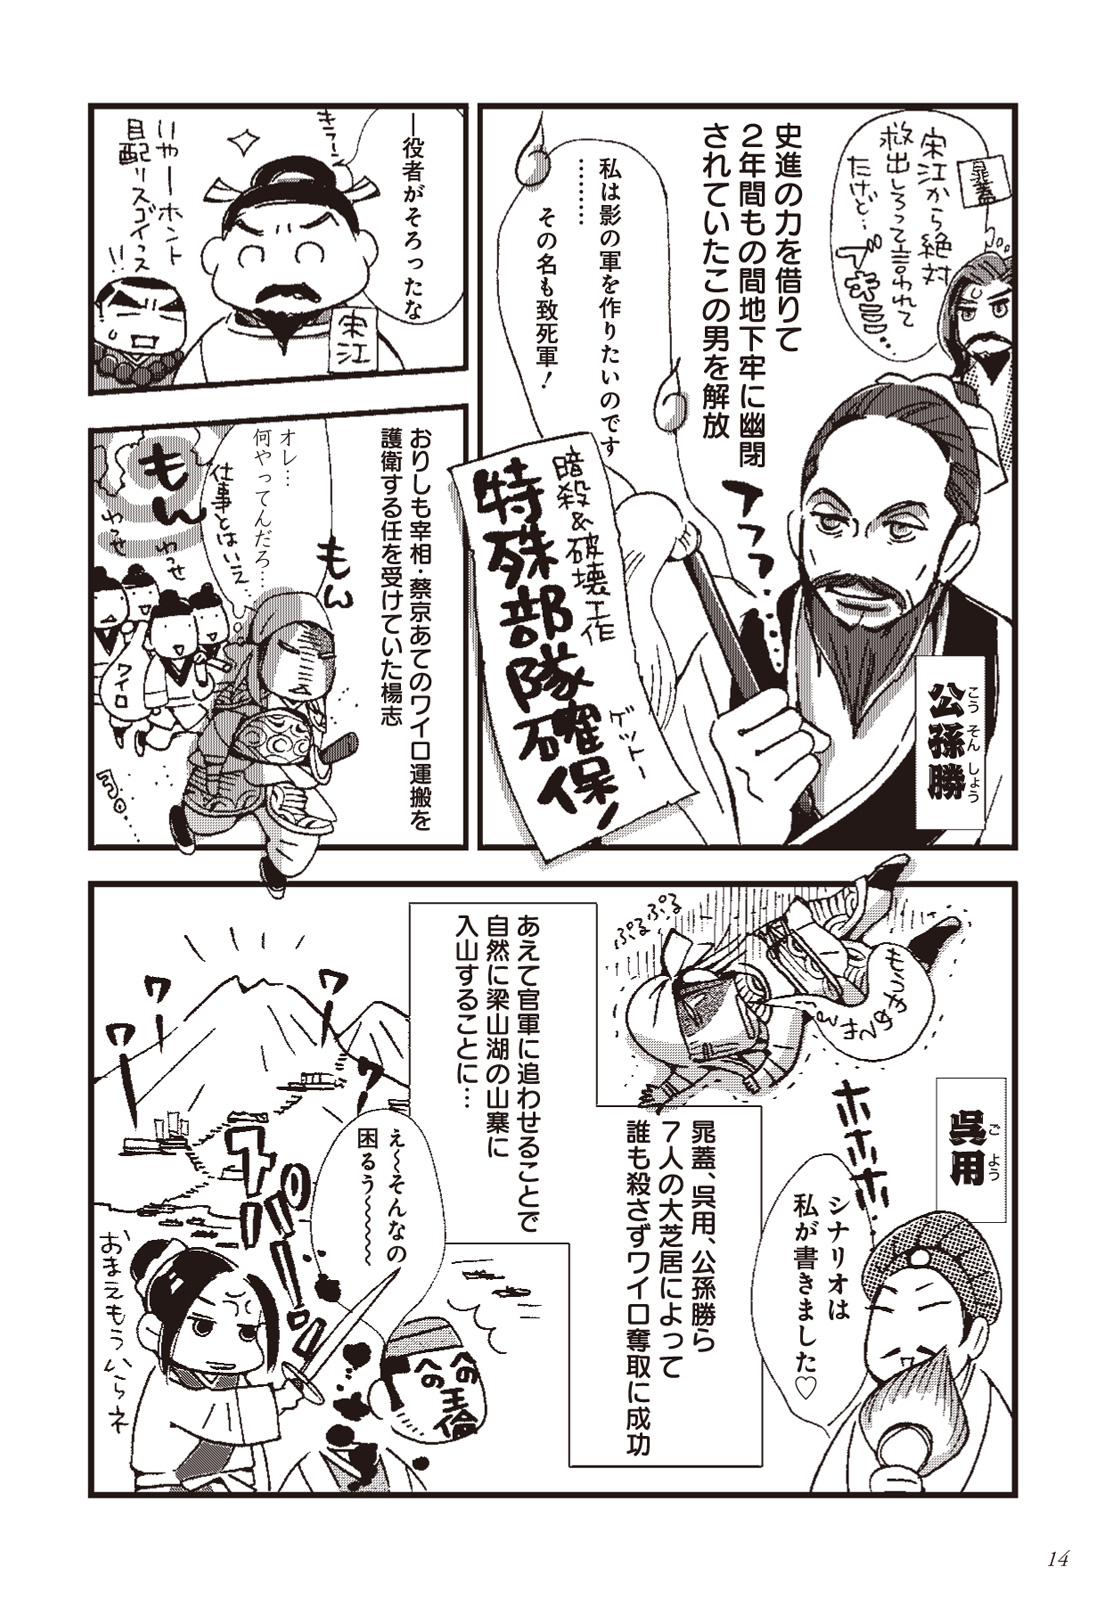 史進の力を借りて
2年間もの間地下牢に幽閉
されていたこの男を解放
晁蓋
宋江から絶対
救出しろって言われて
たけど…
ブキミ…
私は影の軍を作りたいのです
………
その名も致死軍！
フフフ…
公孫勝
こう そん しょう
暗殺&破壊工作
特殊部隊確保！
ゲットー
キラーン
―役者がそろったな
宋江
いやーホント
目配リスゴイっス
!!
おりしも宰相・蔡京あてのワイロ運搬を
護衛する任を受けていた楊志
もん
もん
仕事とはいえ
オレ…
何やってんだろ…
わっせ
わっせ
ワイロ
ぷるぷる
ぷるぷる
呉用
ご よう
ホホホホ
シナリオは
私が書きました♡
晁蓋、呉用、公孫勝ら
7人の大芝居によって
誰も殺さずワイロ奪取に成功
あえて官軍に追わせることで
自然に梁山湖の山寨に
入山することに…
ワー
ワー
ワー
ワー
え〜そんなの
困るう〜〜〜〜
ズバーッ!
おまえもういらネ
へのへの王倫
14